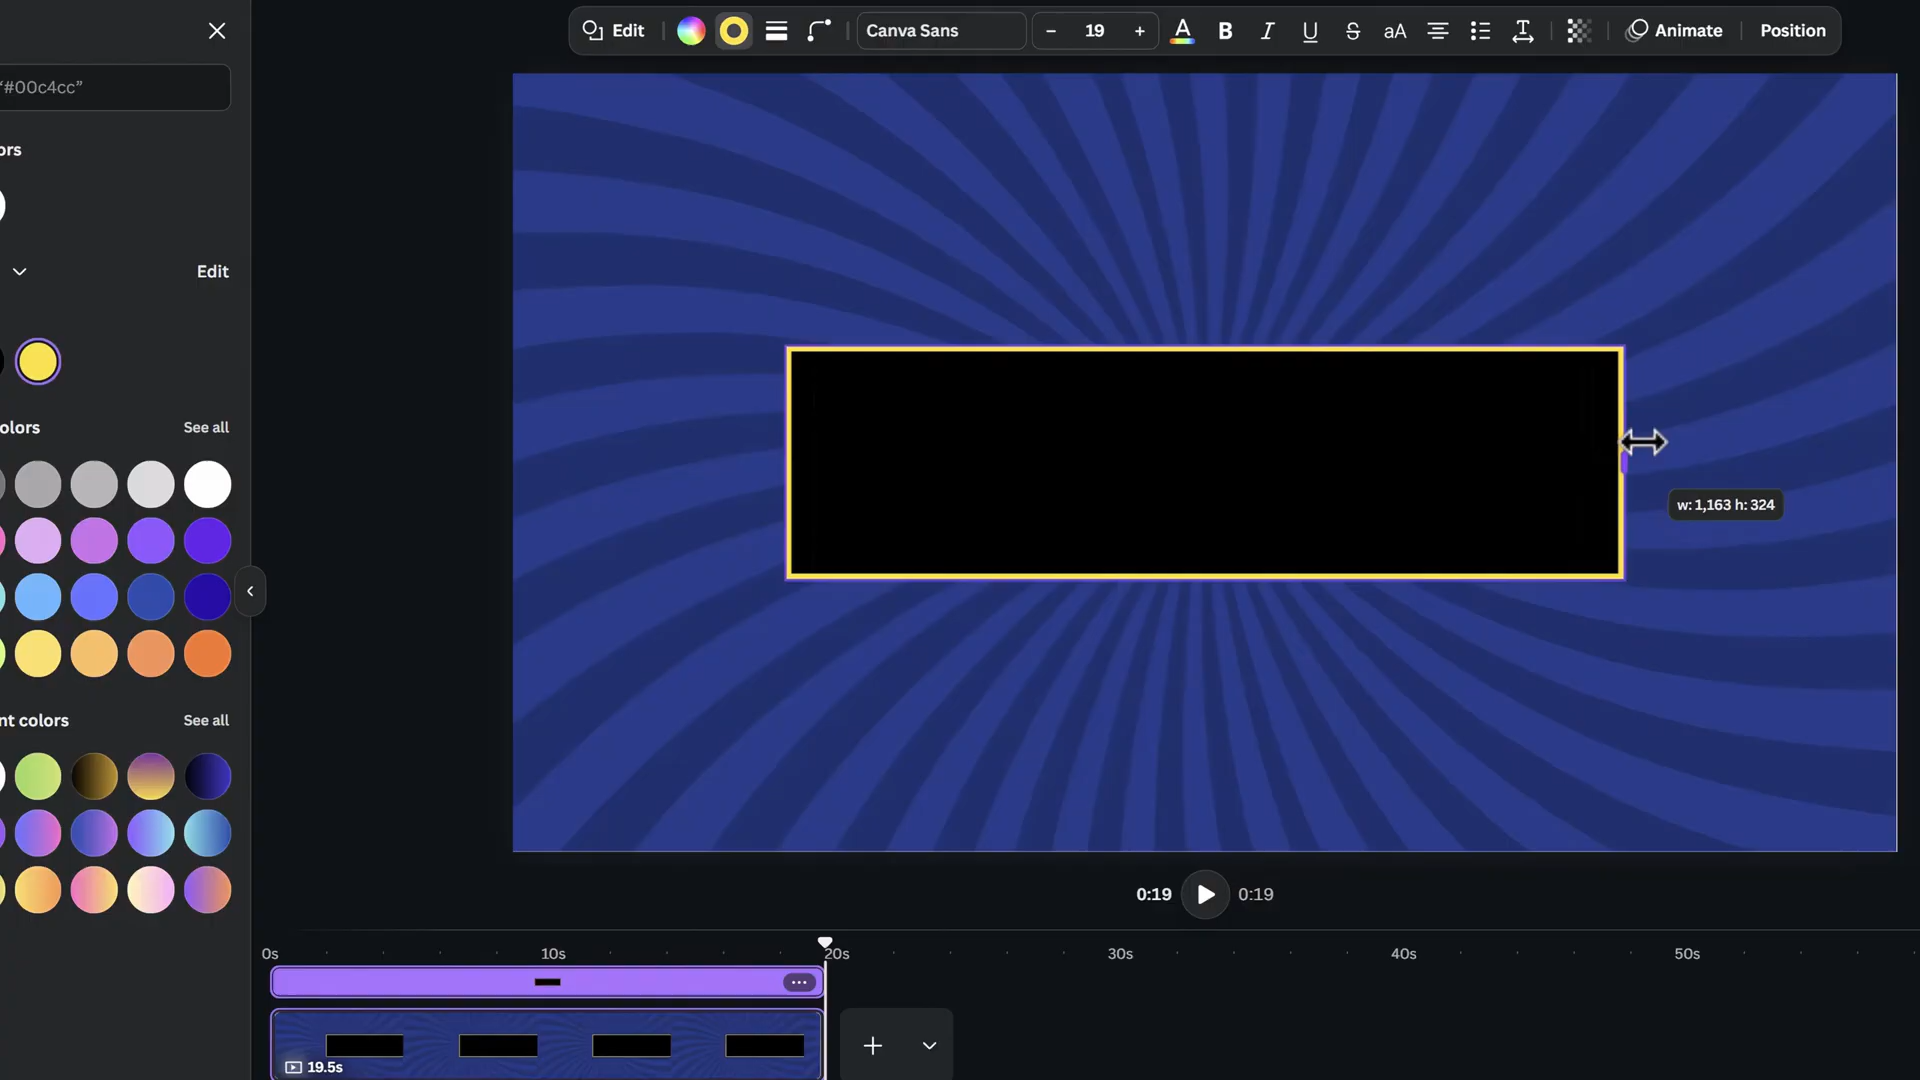 Edit
Canva Sans
− 19 +
A B I U S aA
Animate
Position
"#00c4cc"
ors
Edit
olors
See all
nt colors
See all
w: 1,163 h: 324
0:19
0:19
0s 10s 20s 30s 40s 50s
19.5s